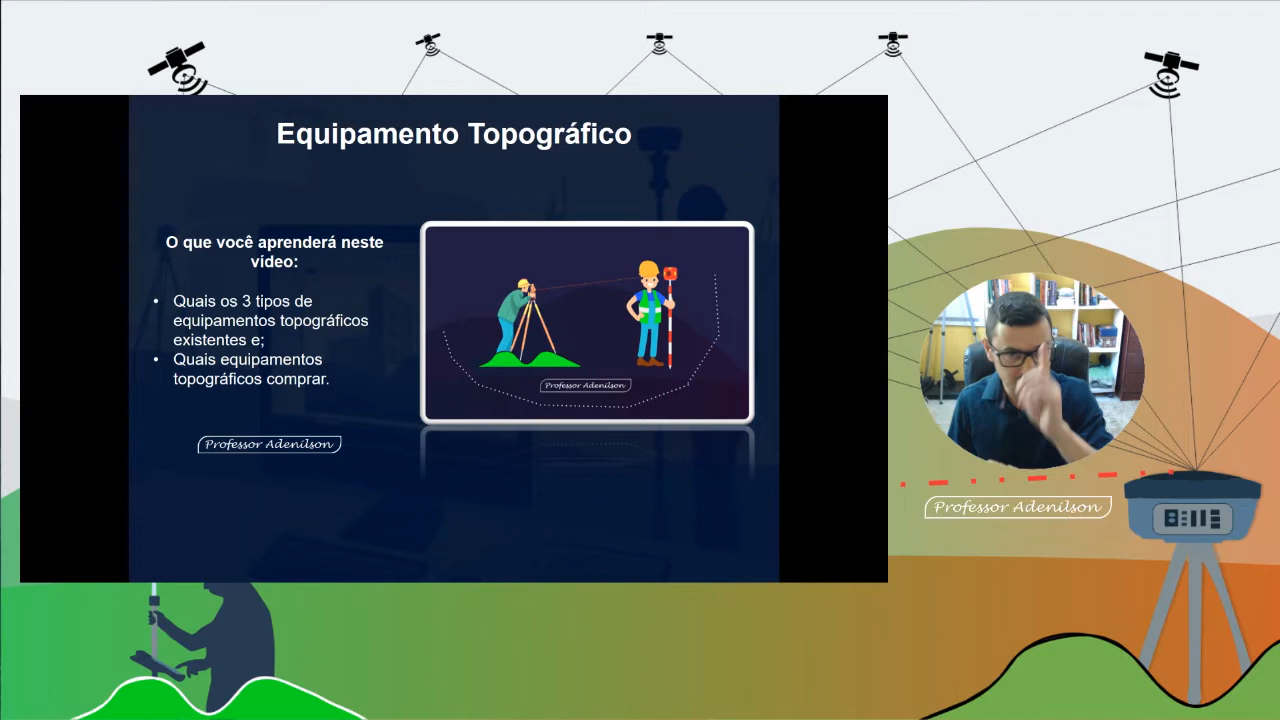 Equipamento Topográfico
O que você aprenderá neste
vídeo:
• Quais os 3 tipos de
equipamentos topográficos
existentes e;
• Quais equipamentos
topográficos comprar.
Professor Adenilson
Professor Adenilson
Professor Adenilson